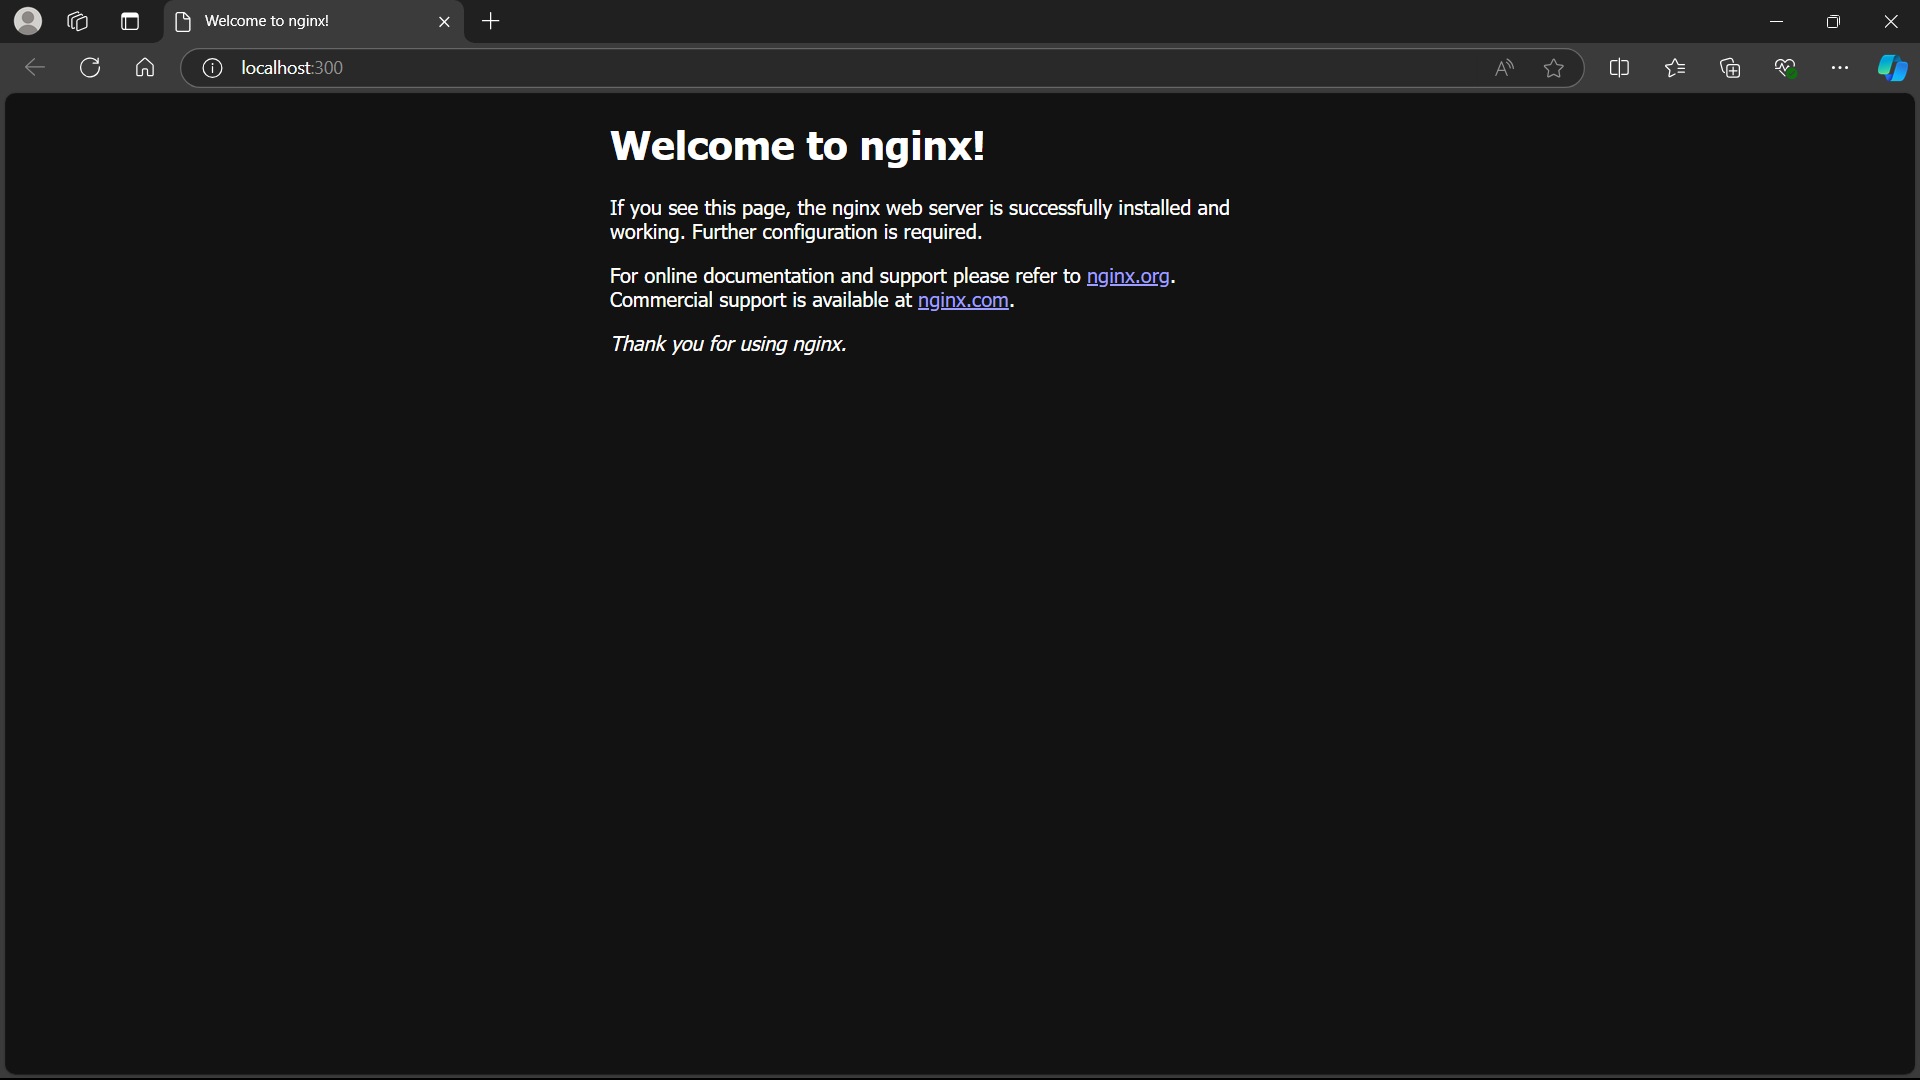 Welcome to nginx!
localhost:300
Welcome to nginx!
If you see this page, the nginx web server is successfully installed and
working. Further configuration is required.
For online documentation and support please refer to nginx.org.
Commercial support is available at nginx.com.
Thank you for using nginx.